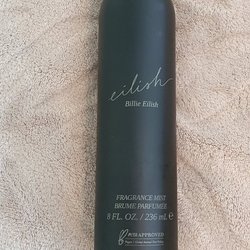 eilish
Billie Eilish
FRAGRANCE MIST
BRUME PARFUMÉE
8 FL. OZ. / 236 mL e
PETA APPROVED